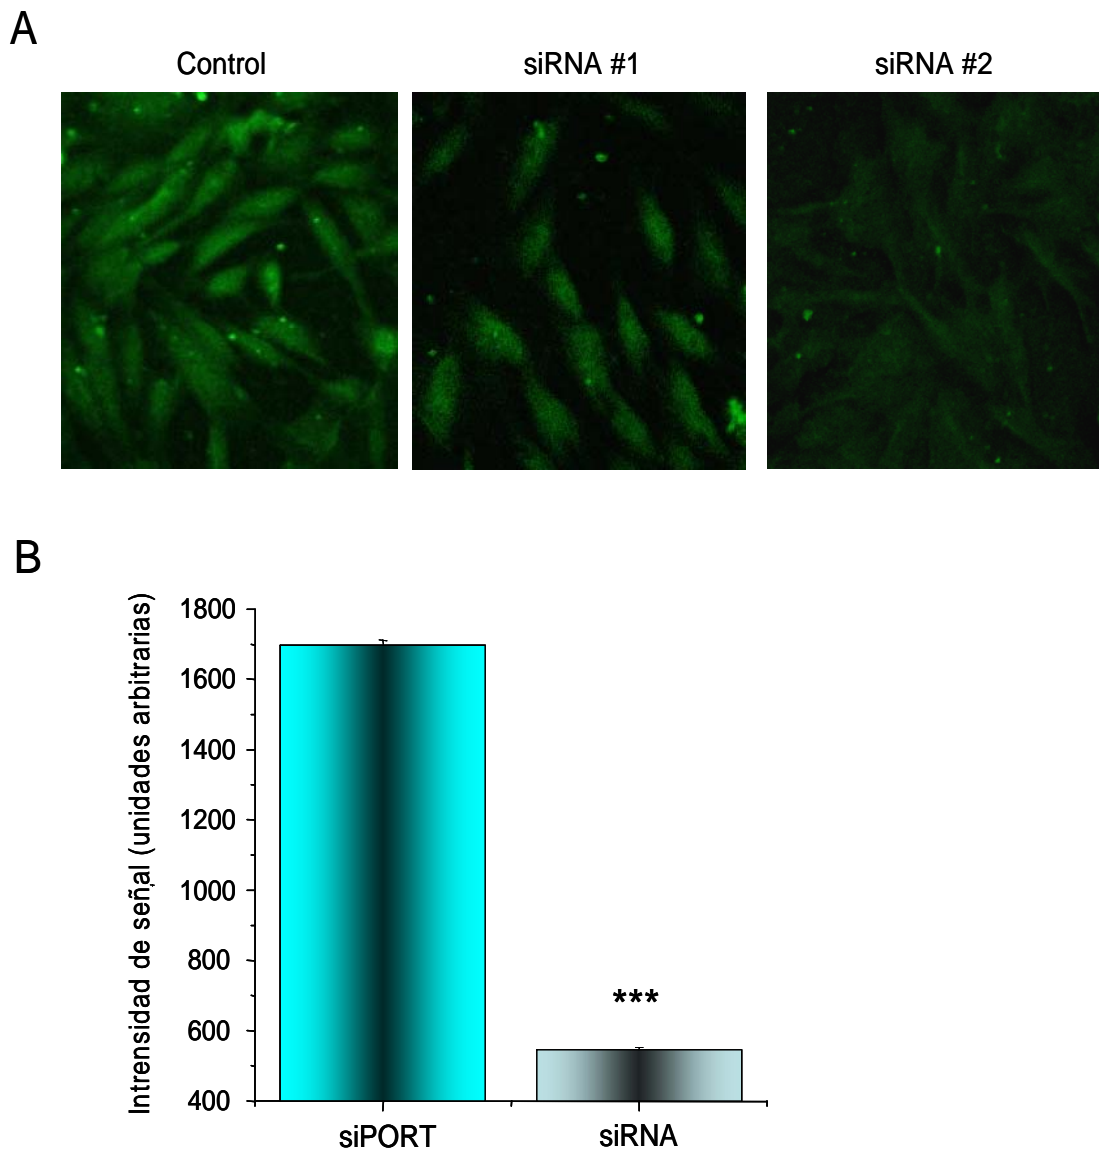 A
Control
siRNA #1
siRNA #2
B
Intrensidad de señal (unidades arbitrarias)
1800
1600
1400
1200
1000
800
600
400
***
siPORT
siRNA